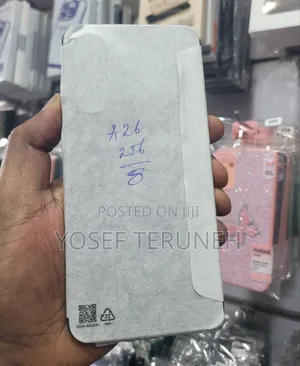 A26
256
8
POSTED ON JIJI
YOSEF TERUNEH